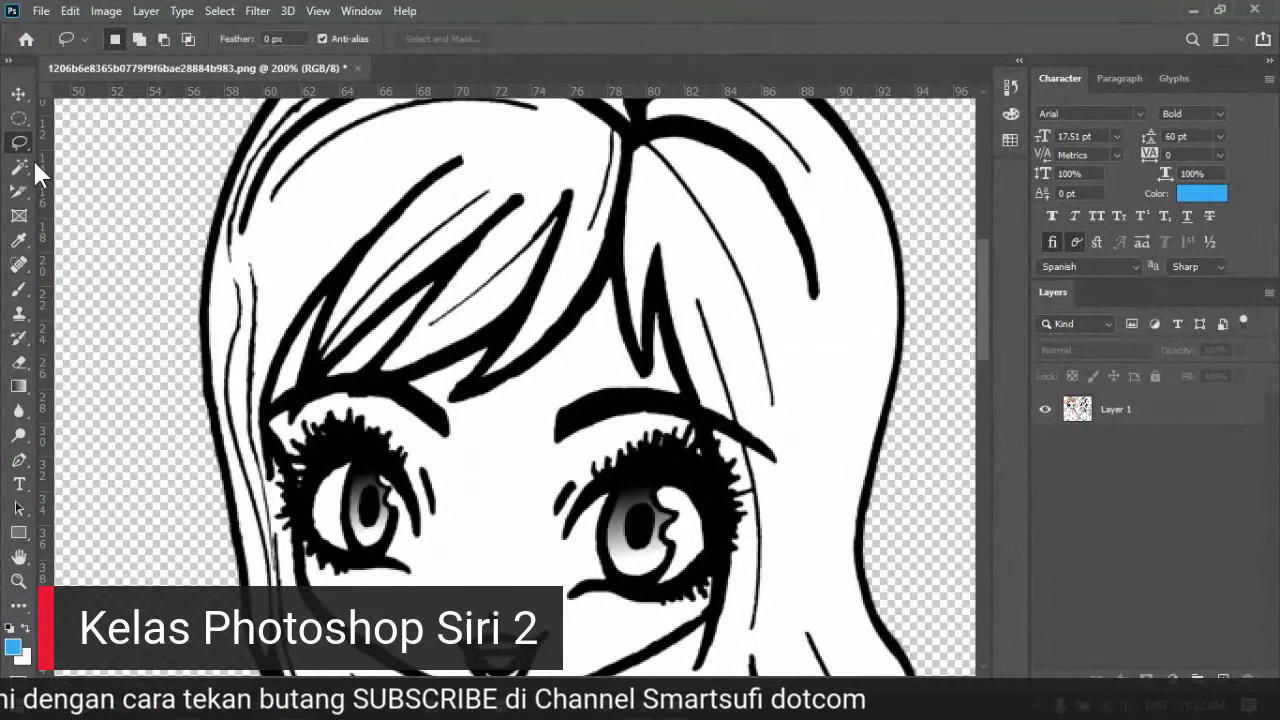 Ps File Edit Image Layer Type Select Filter 3D View Window Help
Feather: 0 px Anti-alias Select and Mask...
1206b6e8365b0779f9f6bae28884b983.png @ 200% (RGB/8) * ×
50 52 54 56 58 60 62 64 66 68 70 72 74 76 78 80 82 84 86 88 90 92 94 96
Character Paragraph Glyphs
Arial Bold
17.51 pt 60 pt
Metrics 0
100% 100%
0 pt Color:
Spanish aa Sharp
Layers
Kind
Normal Opacity: 100%
Lock: Fill: 100%
Layer 1
Kelas Photoshop Siri 2
ni dengan cara tekan butang SUBSCRIBE di Channel Smartsufi dotcom